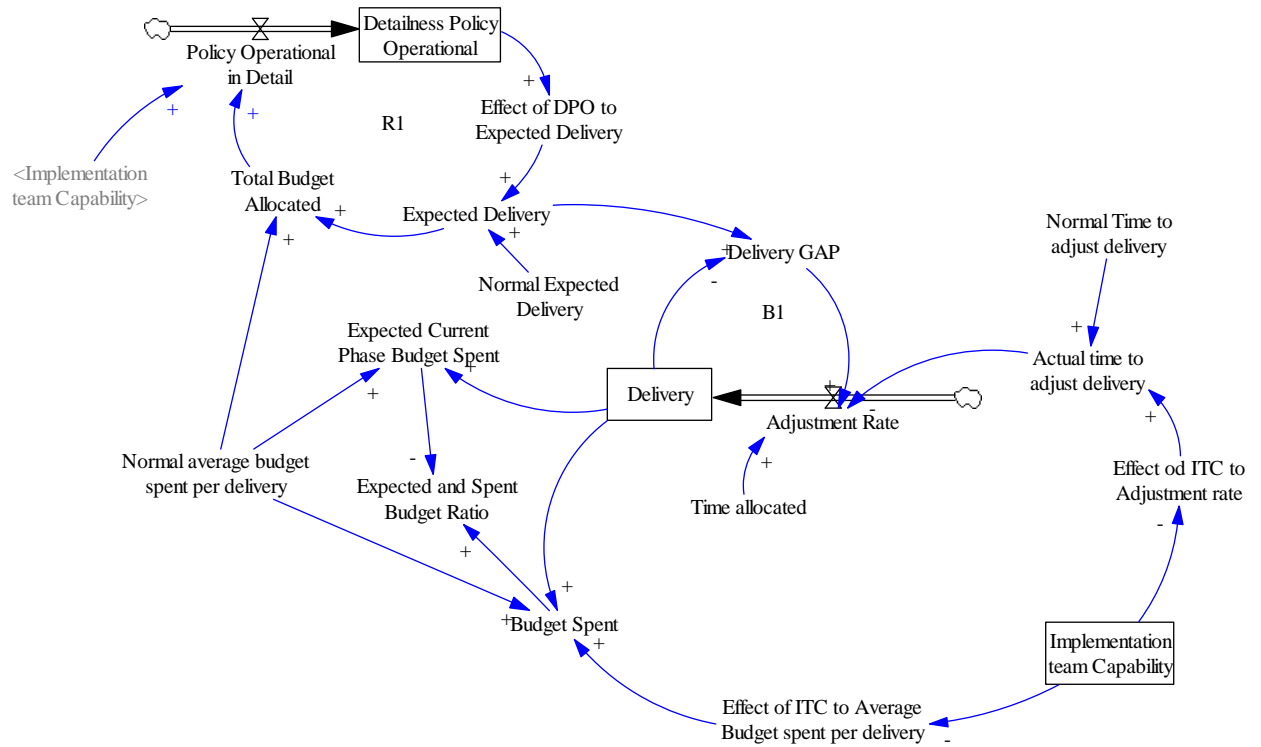 Detailness Policy
Operational
Policy Operational
in Detail
+
+
+
Effect of DPO to
Expected Delivery
R1
<Implementation
team Capability>
Total Budget
Allocated
+
+
+
Expected Delivery
+
Normal Expected
Delivery
+
Delivery GAP
-
B1
Normal Time to
adjust delivery
+
Actual time to
adjust delivery
+
Expected Current
Phase Budget Spent
+
+
Delivery
+
-
Adjustment Rate
+
Time allocated
Normal average budget
spent per delivery
-
Expected and Spent
Budget Ratio
+
Effect od ITC to
Adjustment rate
-
+
+
Budget Spent
+
Implementation
team Capability
Effect of ITC to Average
Budget spent per delivery
-